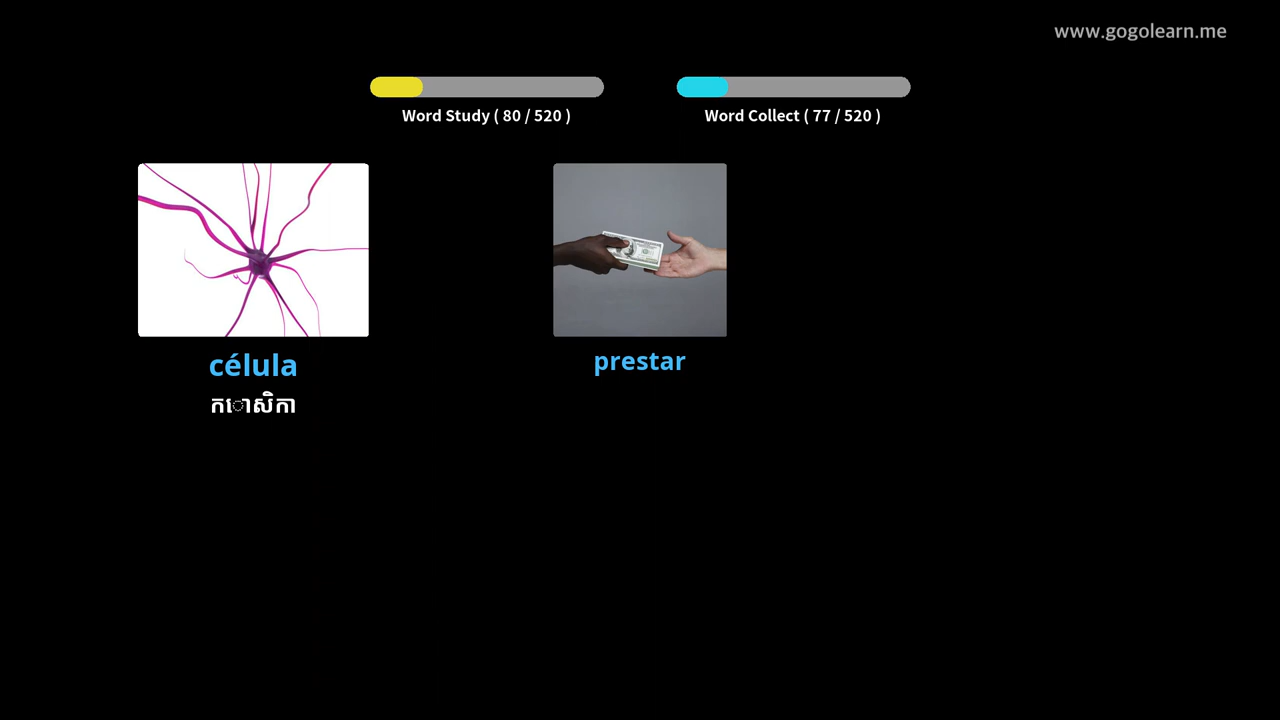 www.gogolearn.me
Word Study ( 80 / 520 )
Word Collect ( 77 / 520 )
célula
prestar
កោសិកា